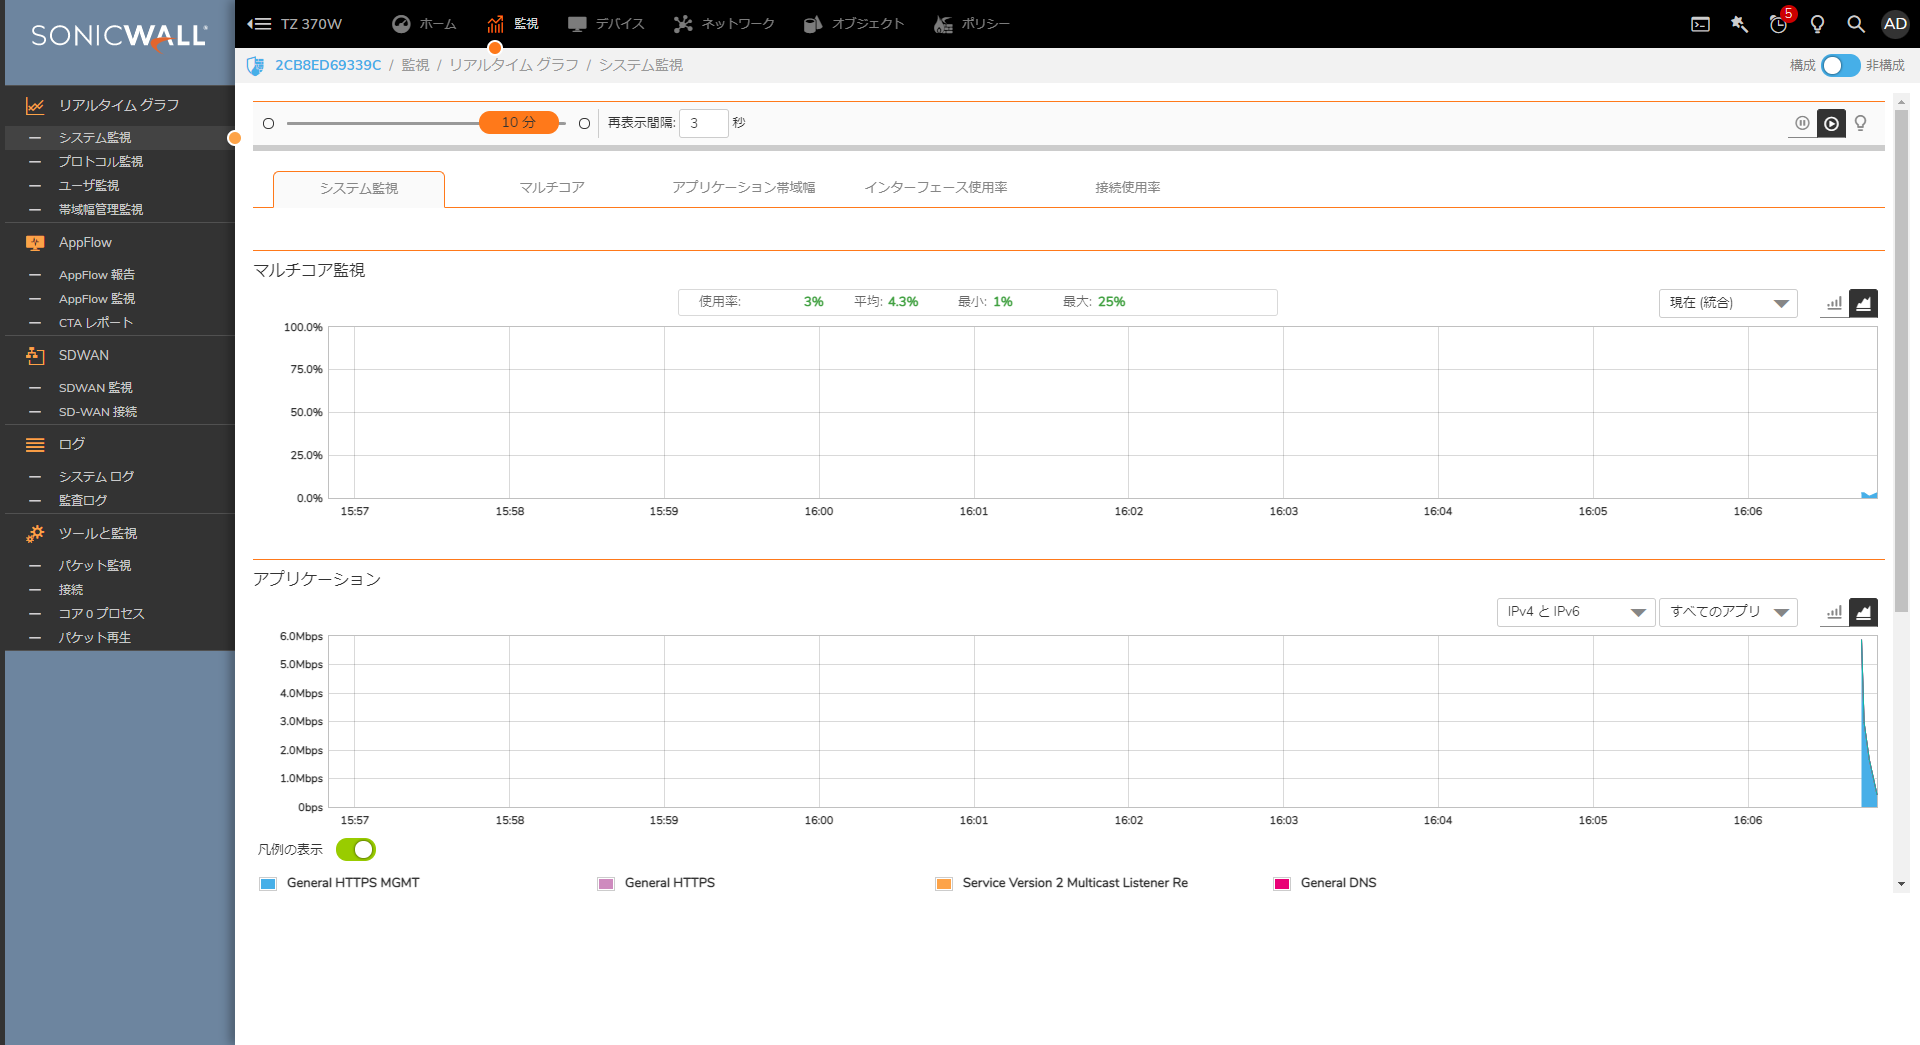 SONICWALL
TZ 370W
ホーム
監視
デバイス
ネットワーク
オブジェクト
ポリシー
5
AD
2CB8ED69339C / 監視 / リアルタイム グラフ / システム監視
構成
非構成
リアルタイム グラフ
システム監視
プロトコル監視
ユーザ監視
帯域幅管理監視
AppFlow
AppFlow 報告
AppFlow 監視
CTA レポート
SDWAN
SDWAN 監視
SD-WAN 接続
ログ
システム ログ
監査ログ
ツールと監視
パケット監視
接続
コア 0 プロセス
パケット再生
10 分
再表示間隔: 3 秒
システム監視
マルチコア
アプリケーション帯域幅
インターフェース使用率
接続使用率
マルチコア監視
使用率: 3% 平均: 4.3% 最小: 1% 最大: 25%
現在 (統合)
100.0%
75.0%
50.0%
25.0%
0.0%
15:57 15:58 15:59 16:00 16:01 16:02 16:03 16:04 16:05 16:06
アプリケーション
IPv4 と IPv6
すべてのアプリ
6.0Mbps
5.0Mbps
4.0Mbps
3.0Mbps
2.0Mbps
1.0Mbps
0bps
15:57 15:58 15:59 16:00 16:01 16:02 16:03 16:04 16:05 16:06
凡例の表示
General HTTPS MGMT
General HTTPS
Service Version 2 Multicast Listener Re
General DNS